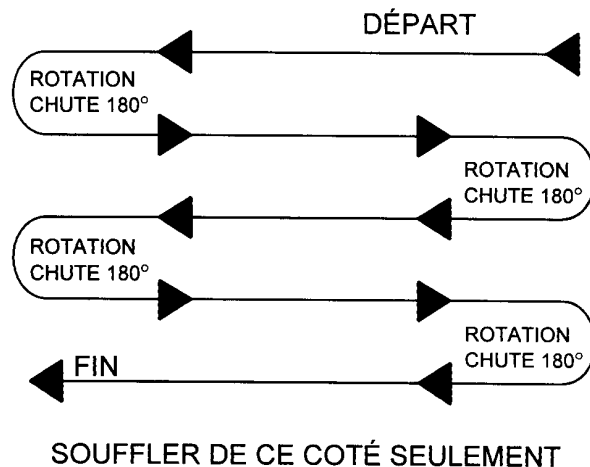 DÉPART
ROTATION
CHUTE 180°
ROTATION
CHUTE 180°
ROTATION
CHUTE 180°
ROTATION
CHUTE 180°
FIN
SOUFFLER DE CE COTÉ SEULEMENT